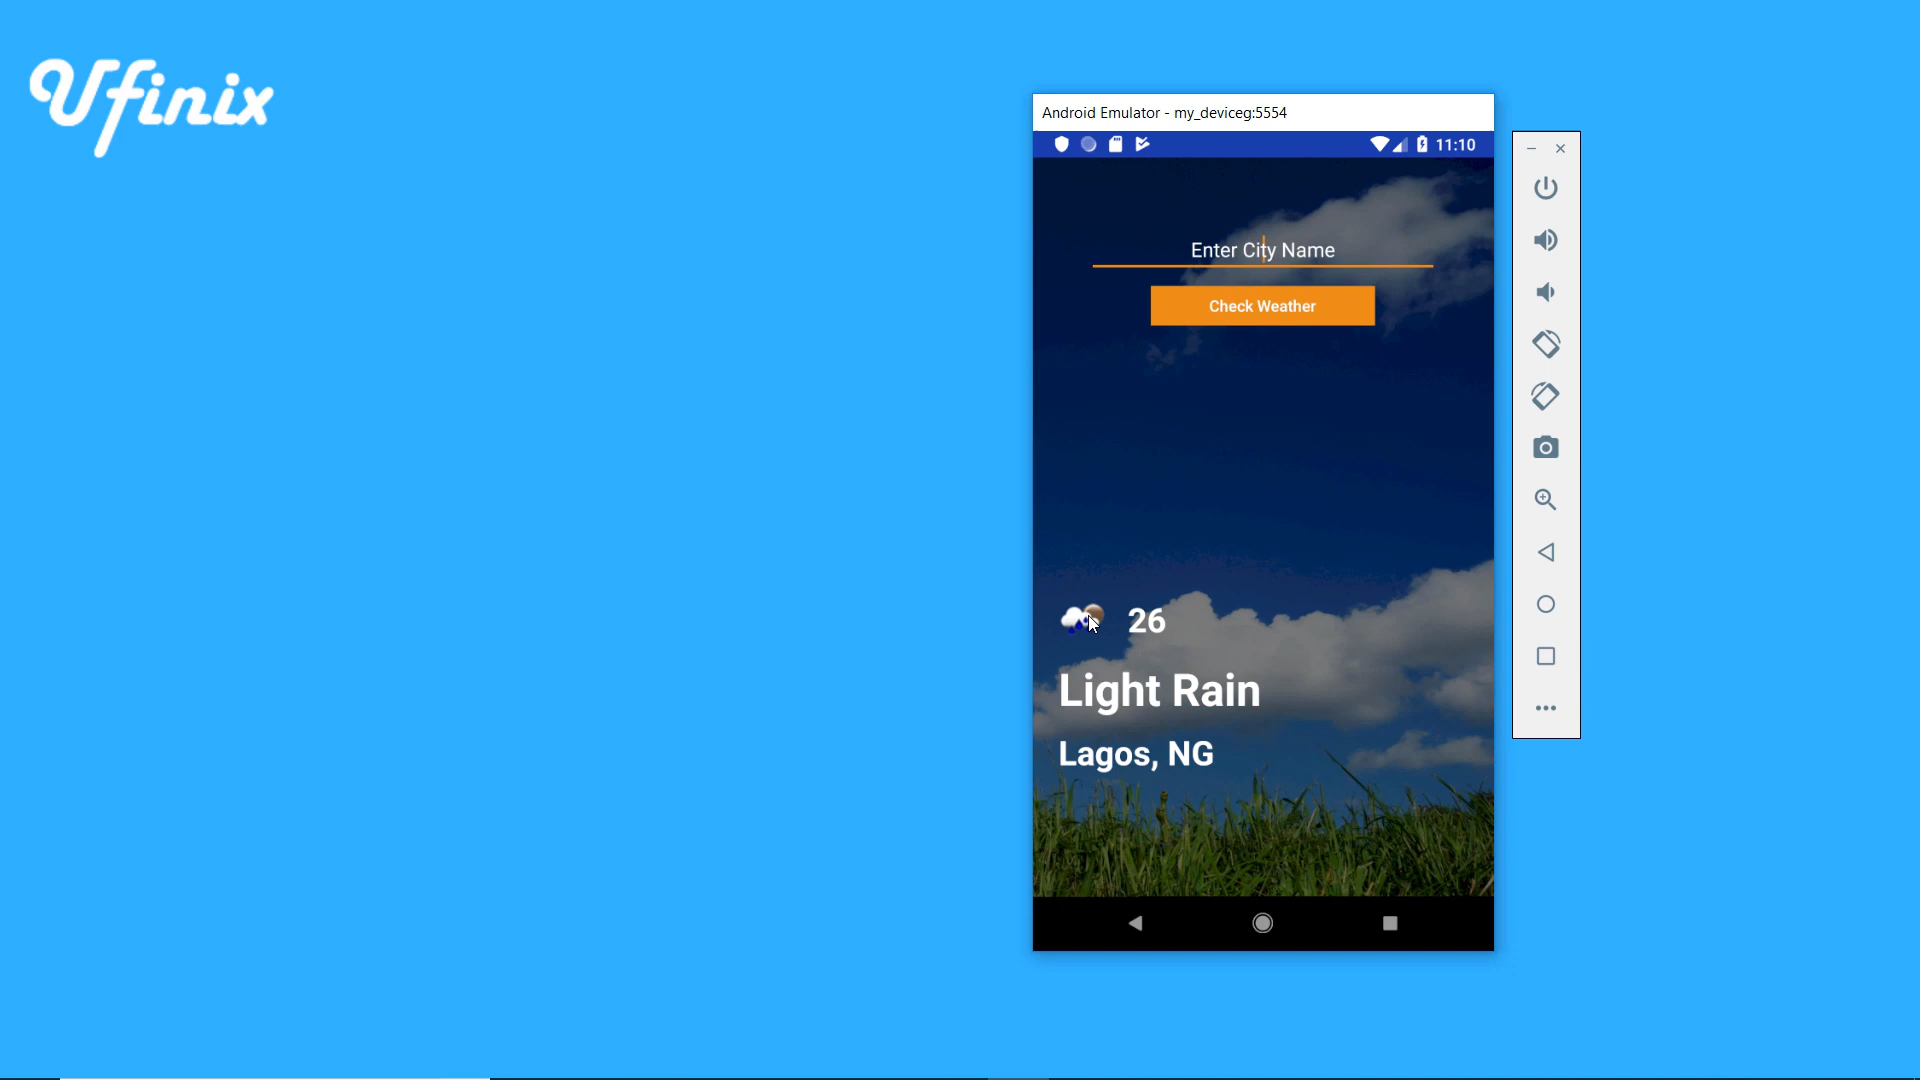 Ufinix
Android Emulator - my_deviceg:5554
11:10
Enter City Name
Check Weather
26
Light Rain
Lagos, NG